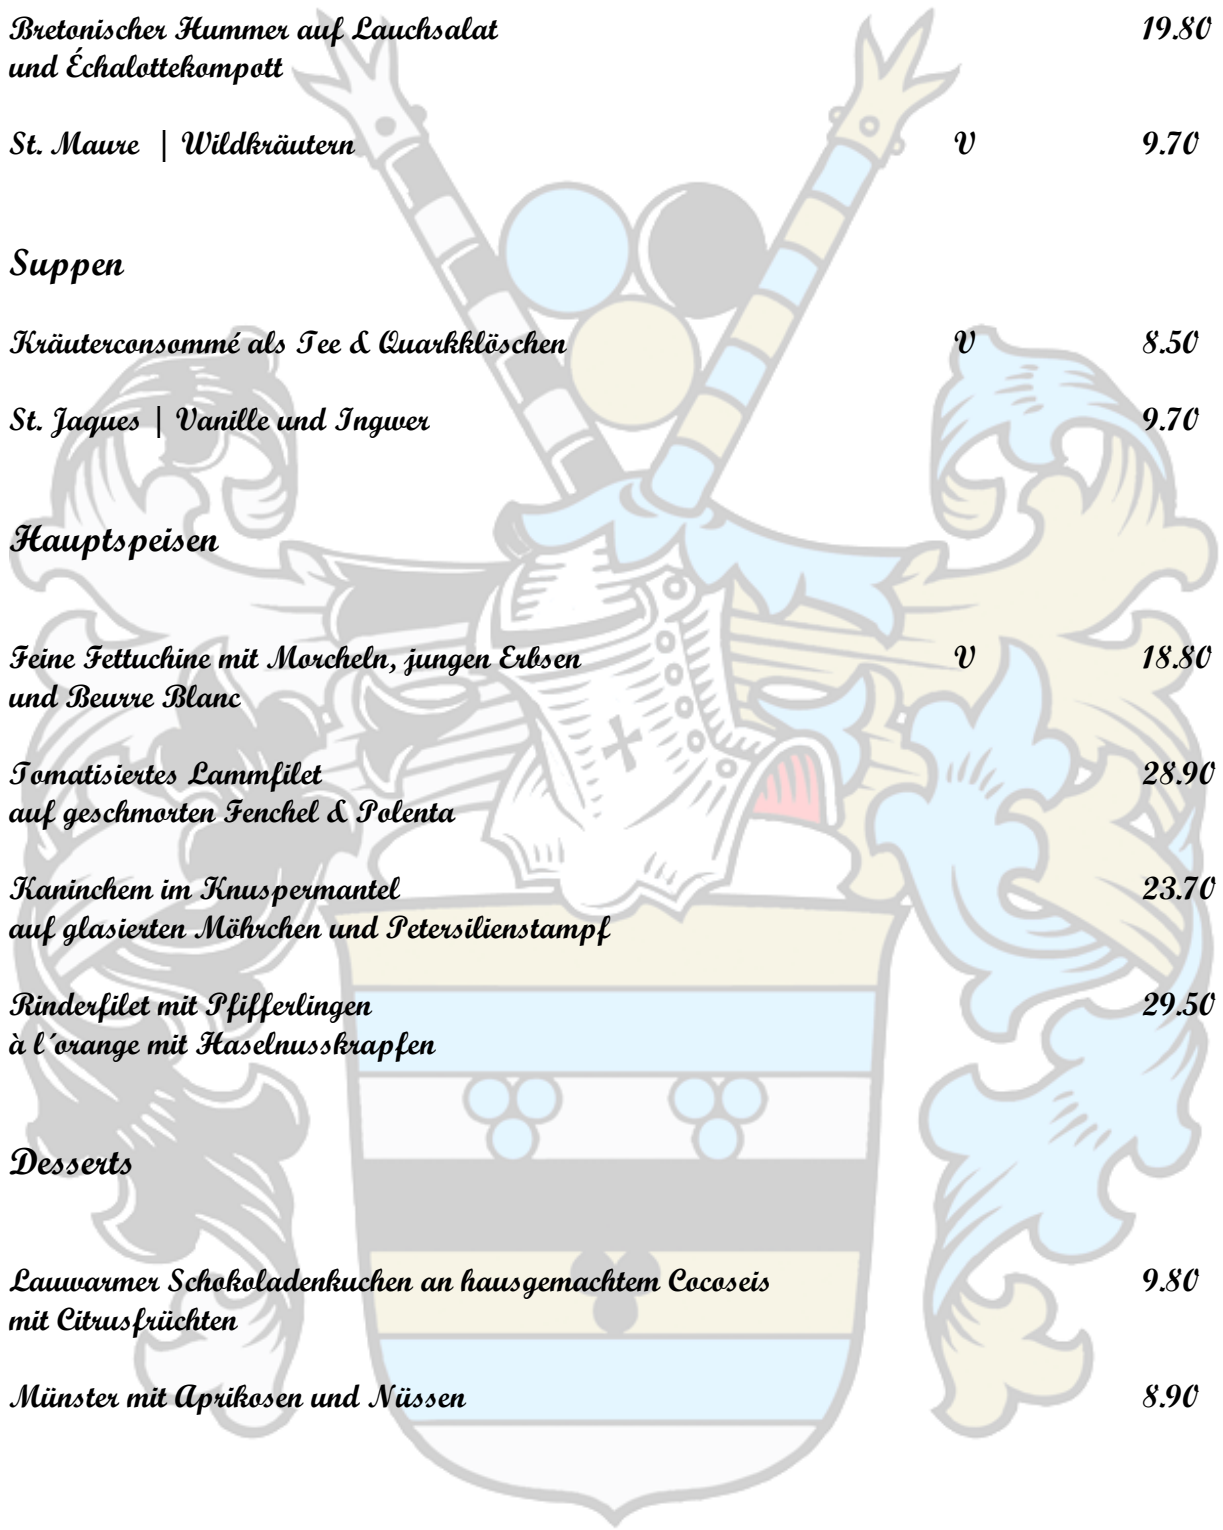 Bretonischer Hummer auf Lauchsalat 19.80
und Échalottekompott
St. Maure | Wildkräutern V 9.70
Suppen
Kräuterconsommé als Tee & Quarkklöschen V 8.50
St. Jaques | Vanille und Ingwer 9.70
Hauptspeisen
Feine Fettuchine mit Morcheln, jungen Erbsen V 18.80
und Beurre Blanc
Tomatisiertes Lammfilet 28.90
auf geschmorten Fenchel & Polenta
Kaninchem im Knuspermantel 23.70
auf glasierten Möhrchen und Petersilienstampf
Rinderfilet mit Pfifferlingen 29.50
à l´orange mit Haselnusskrapfen
Desserts
Lauwarmer Schokoladenkuchen an hausgemachtem Cocoseis 9.80
mit Citrusfrüchten
Münster mit Aprikosen und Nüssen 8.90